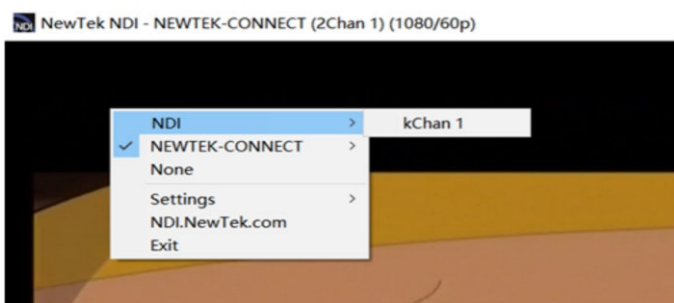 NDI NewTek NDI - NEWTEK-CONNECT (2Chan 1) (1080/60p)
NDI > kChan 1
✓ NEWTEK-CONNECT >
None
Settings >
NDI.NewTek.com
Exit